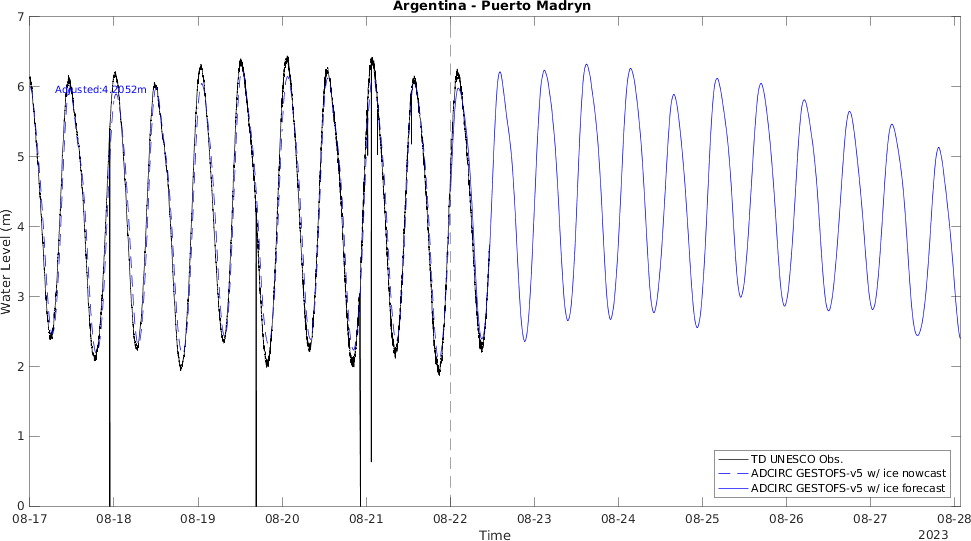 Argentina - Puerto Madryn
7
6
5
4
3
2
1
0
Water Level (m)
Adjusted:4.2052m
TD UNESCO Obs.
ADCIRC GESTOFS-v5 w/ ice nowcast
ADCIRC GESTOFS-v5 w/ ice forecast
08-17 08-18 08-19 08-20 08-21 08-22 08-23 08-24 08-25 08-26 08-27 08-28
Time
2023